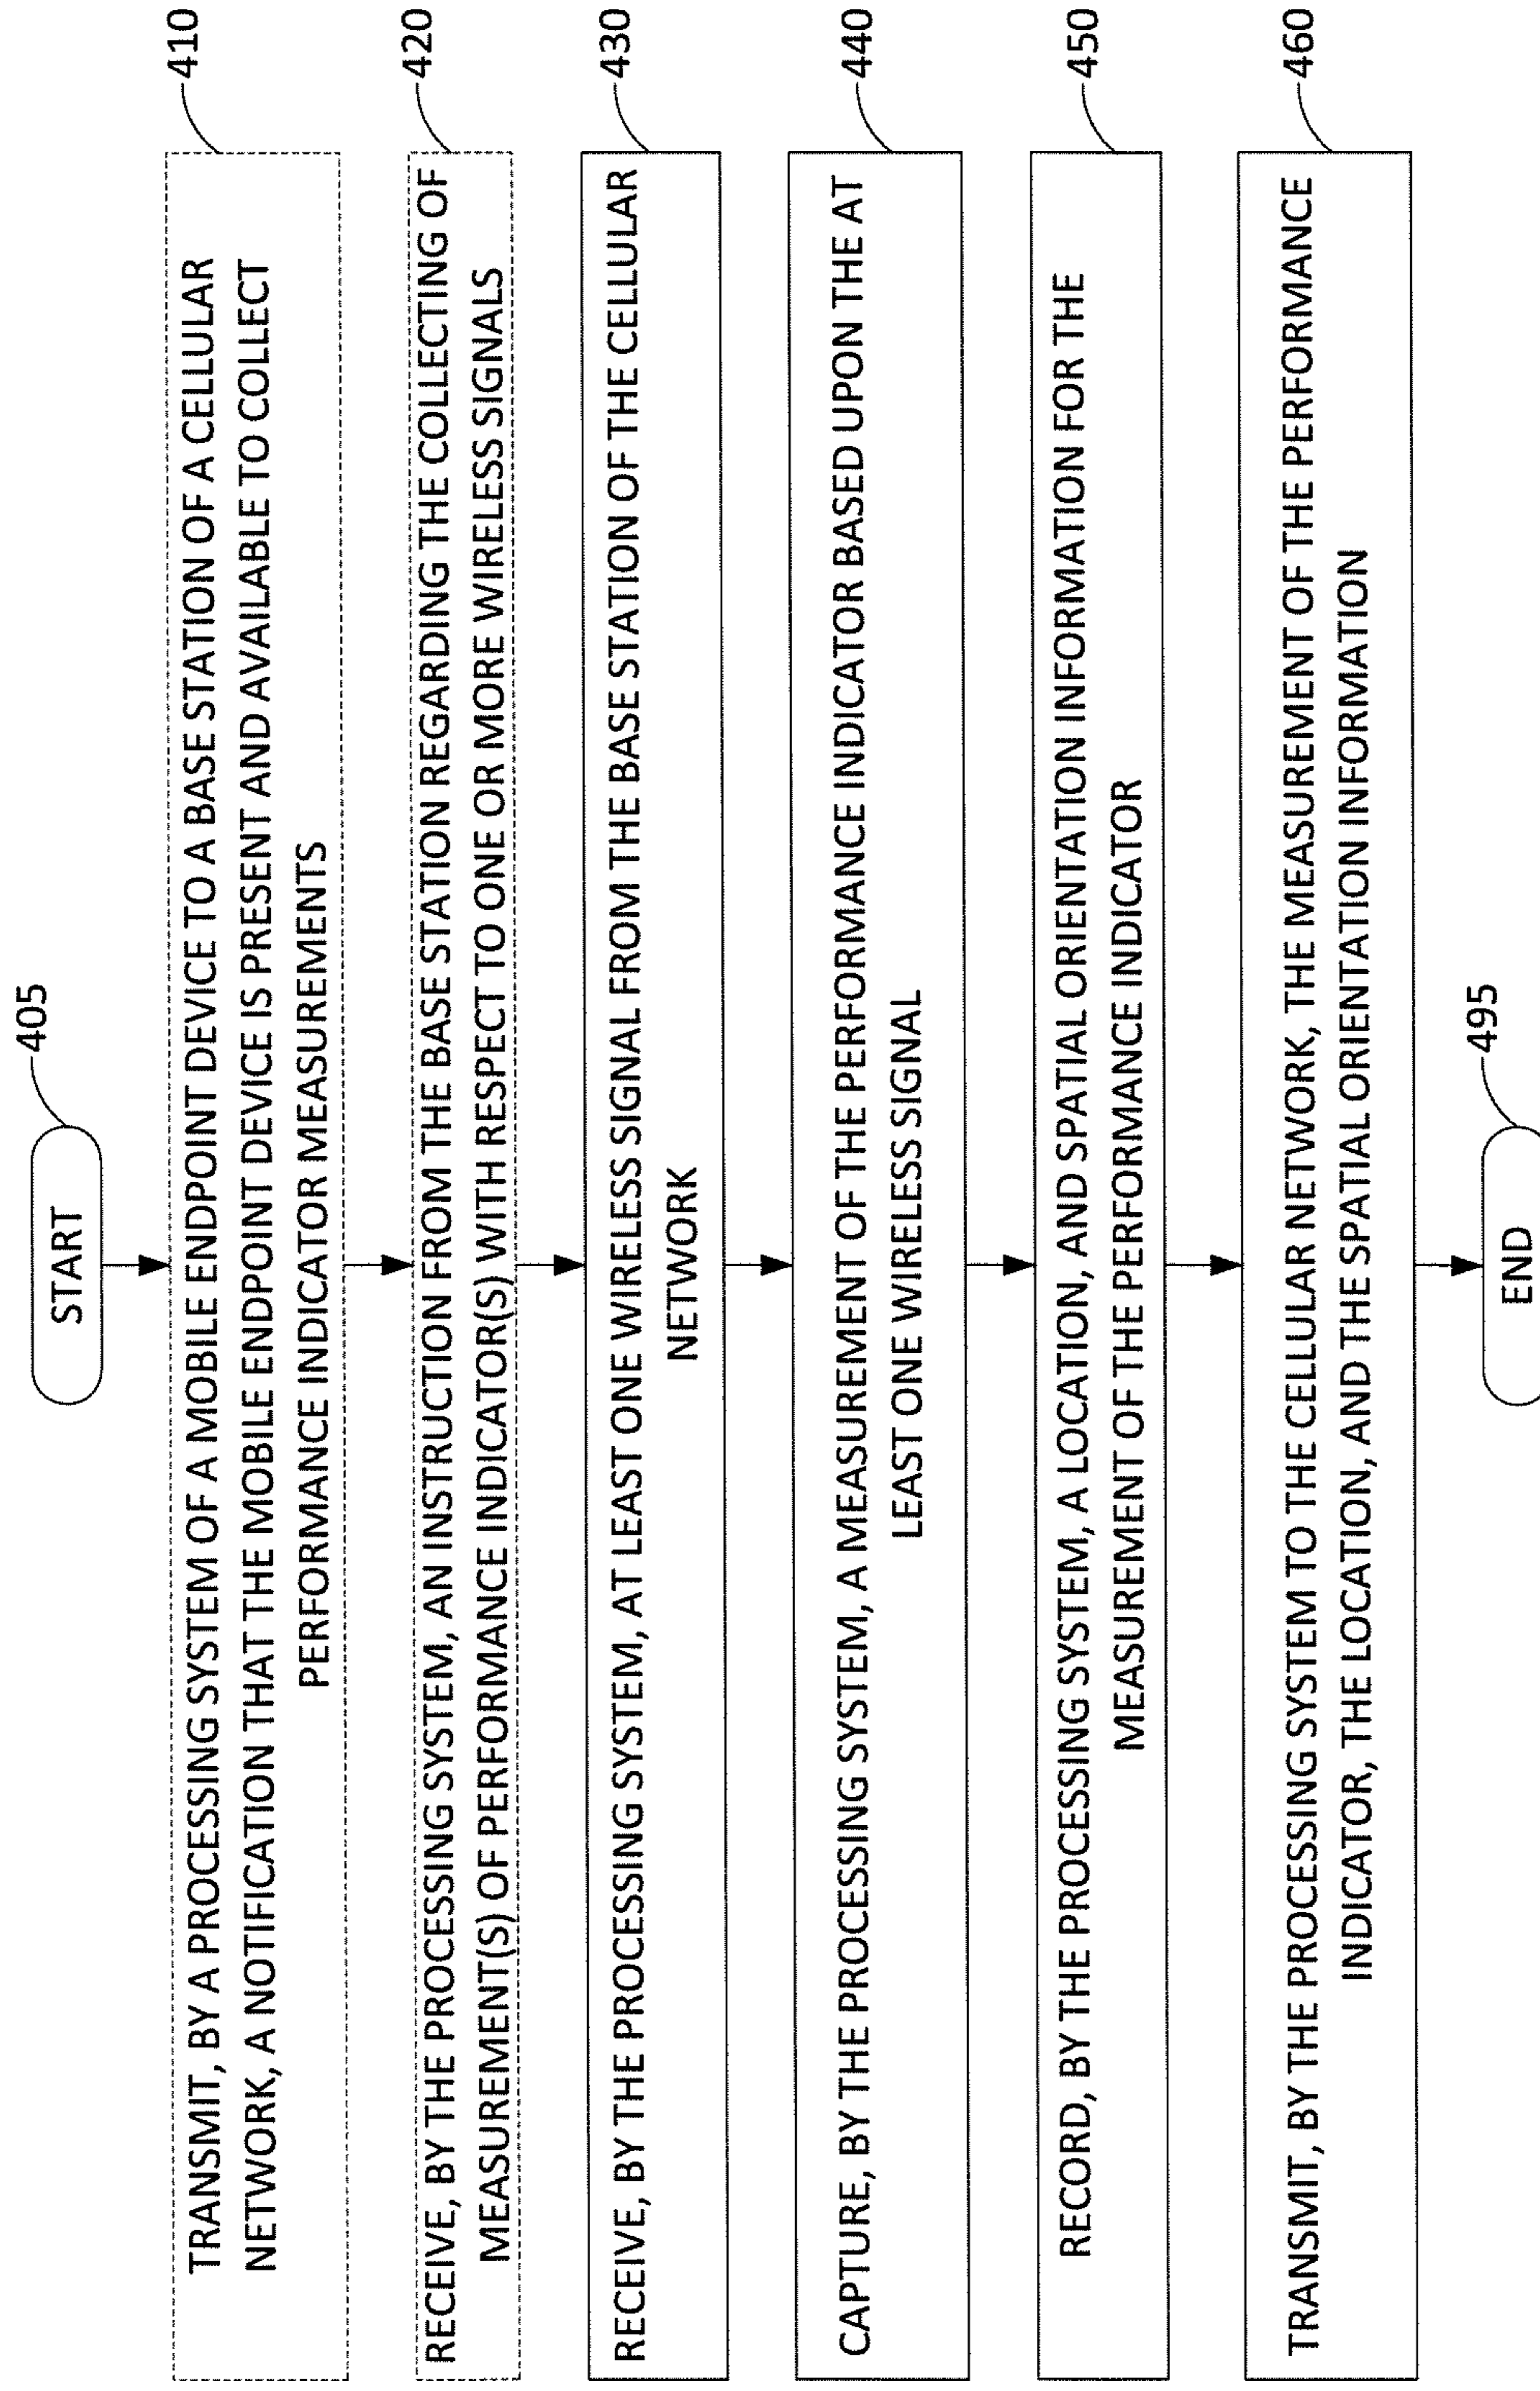 START
405
TRANSMIT, BY A PROCESSING SYSTEM OF A MOBILE ENDPOINT DEVICE TO A BASE STATION OF A CELLULAR
NETWORK, A NOTIFICATION THAT THE MOBILE ENDPOINT DEVICE IS PRESENT AND AVAILABLE TO COLLECT
PERFORMANCE INDICATOR MEASUREMENTS
410
RECEIVE, BY THE PROCESSING SYSTEM, AN INSTRUCTION FROM THE BASE STATION REGARDING THE COLLECTING OF
MEASUREMENT(S) OF PERFORMANCE INDICATOR(S) WITH RESPECT TO ONE OR MORE WIRELESS SIGNALS
420
RECEIVE, BY THE PROCESSING SYSTEM, AT LEAST ONE WIRELESS SIGNAL FROM THE BASE STATION OF THE CELLULAR
NETWORK
430
CAPTURE, BY THE PROCESSING SYSTEM, A MEASUREMENT OF THE PERFORMANCE INDICATOR BASED UPON THE AT
LEAST ONE WIRELESS SIGNAL
440
RECORD, BY THE PROCESSING SYSTEM, A LOCATION, AND SPATIAL ORIENTATION INFORMATION FOR THE
MEASUREMENT OF THE PERFORMANCE INDICATOR
450
TRANSMIT, BY THE PROCESSING SYSTEM TO THE CELLULAR NETWORK, THE MEASUREMENT OF THE PERFORMANCE
INDICATOR, THE LOCATION, AND THE SPATIAL ORIENTATION INFORMATION
460
END
495